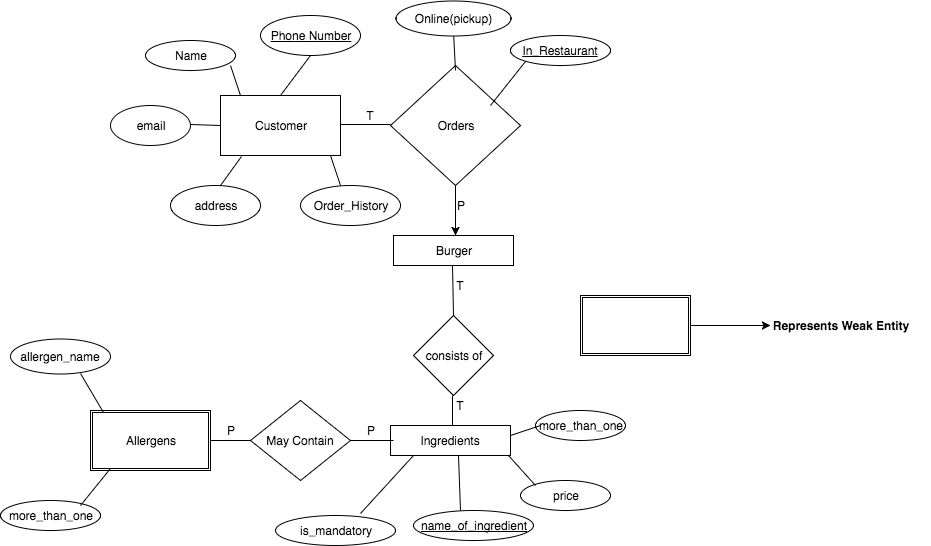 Online(pickup)
Phone Number
Name
In_Restaurant
email
Customer
T
Orders
address
Order_History
P
Burger
T
Represents Weak Entity
allergen_name
consists of
T
more_than_one
Allergens
P
May Contain
P
Ingredients
price
more_than_one
is_mandatory
name_of_ingredient